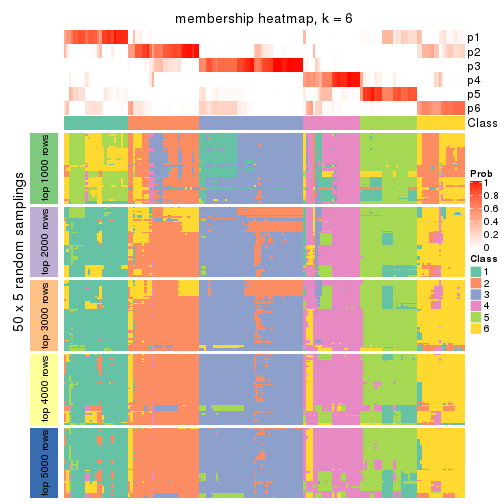 membership heatmap, k = 6
p1
p2
p3
p4
p5
p6
Class
50 x 5 random samplings
top 1000 rows
top 2000 rows
top 3000 rows
top 4000 rows
top 5000 rows
Prob
1
0.8
0.6
0.4
0.2
0
Class
1
2
3
4
5
6